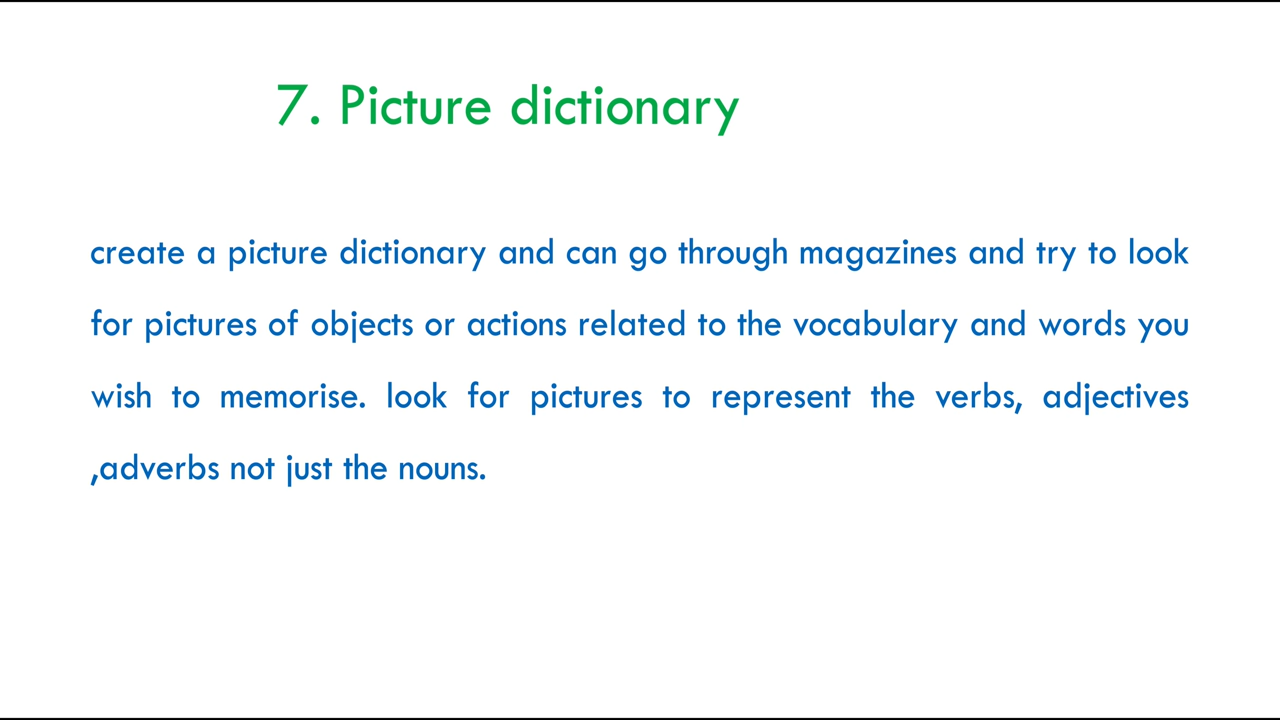 7. Picture dictionary
create a picture dictionary and can go through magazines and try to look
for pictures of objects or actions related to the vocabulary and words you
wish to memorise. look for pictures to represent the verbs, adjectives
,adverbs not just the nouns.